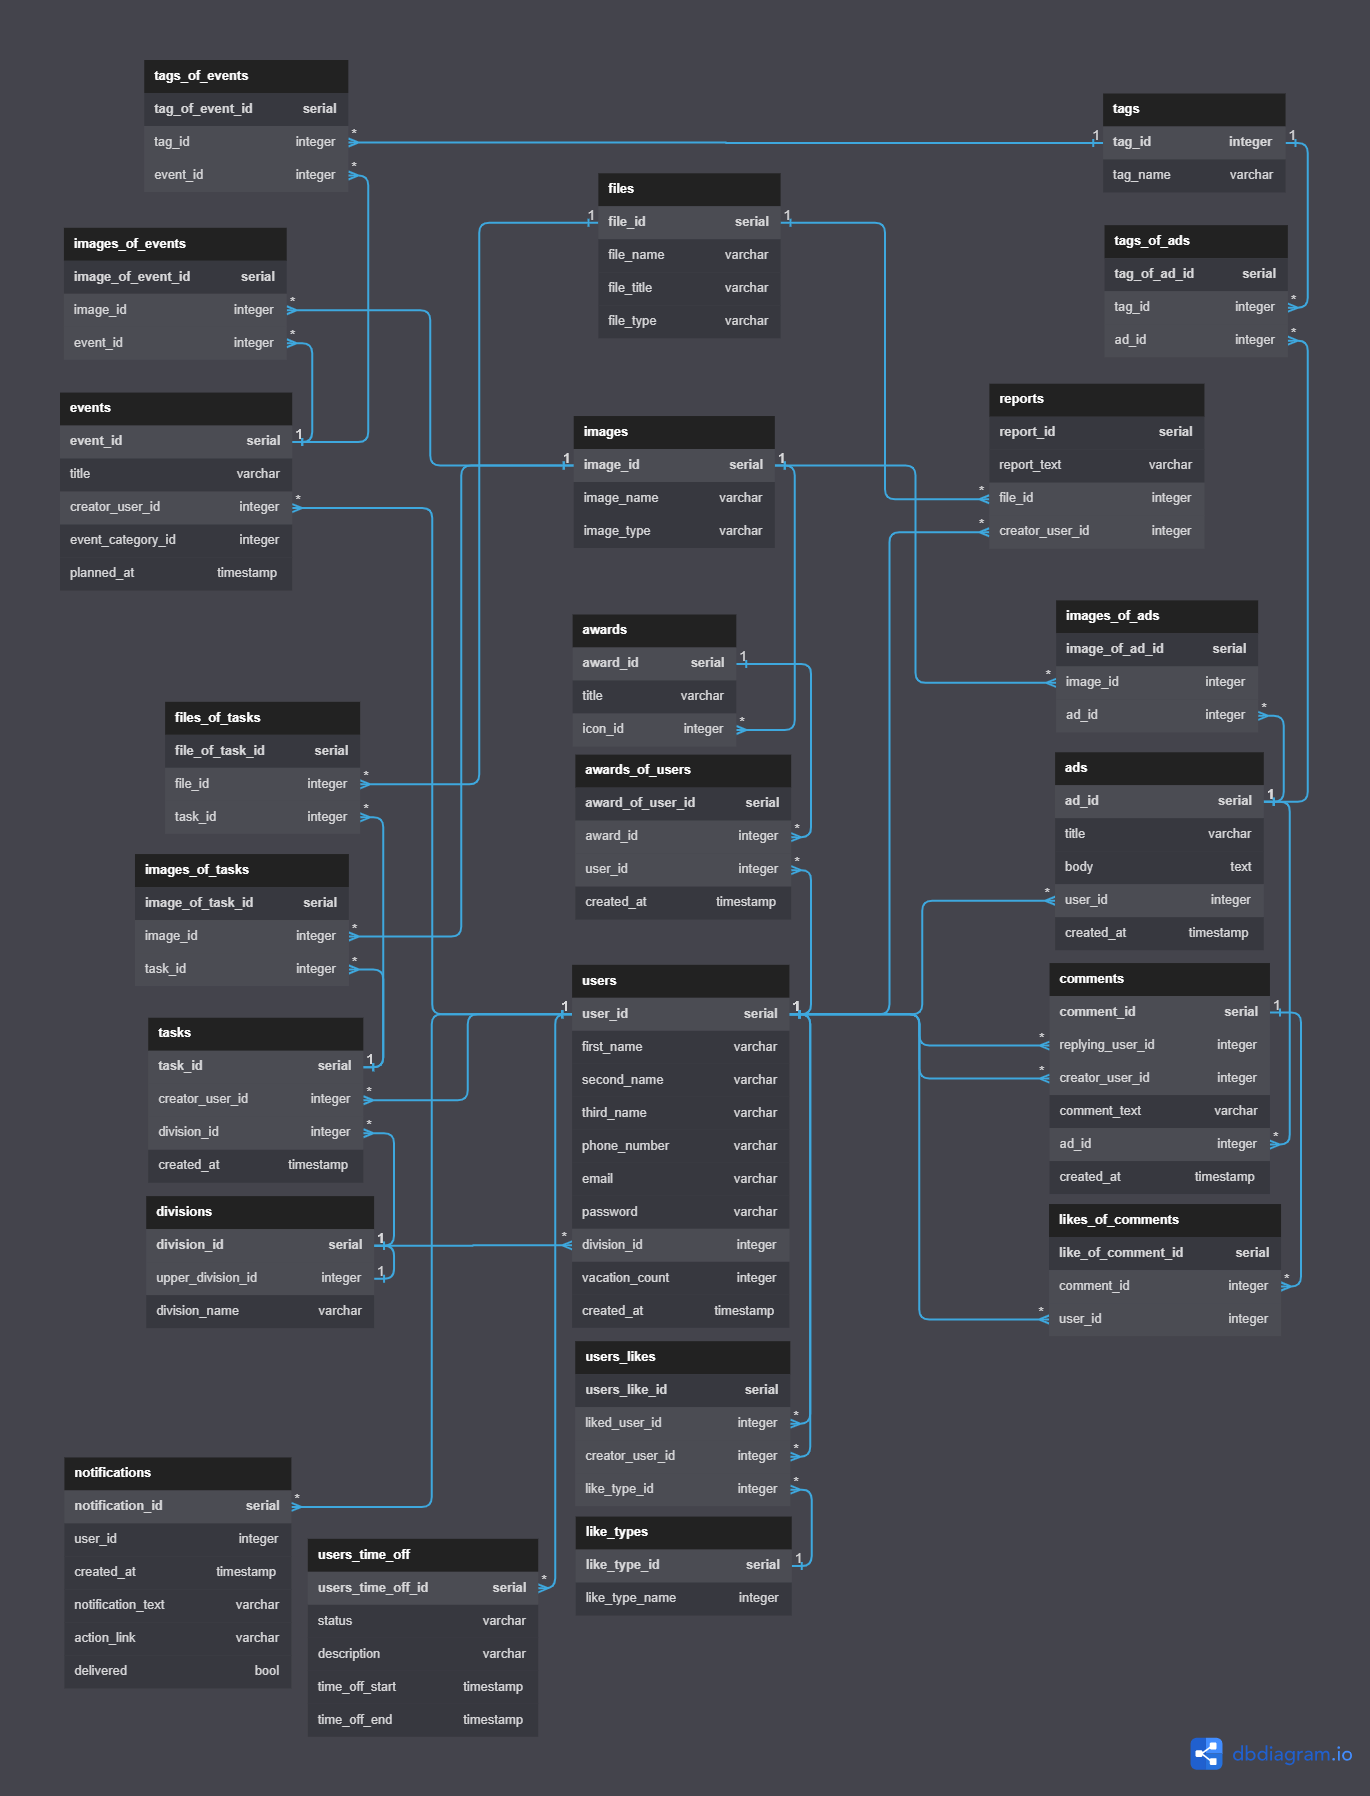 tags_of_events
tag_of_event_id serial
tag_id integer
event_id integer
tags
tag_id integer
tag_name varchar
files
file_id serial
file_name varchar
file_title varchar
file_type varchar
images_of_events
image_of_event_id serial
image_id integer
event_id integer
tags_of_ads
tag_of_ad_id serial
tag_id integer
ad_id integer
events
event_id serial
title varchar
creator_user_id integer
event_category_id integer
planned_at timestamp
images
image_id serial
image_name varchar
image_type varchar
reports
report_id serial
report_text varchar
file_id integer
creator_user_id integer
awards
award_id serial
title varchar
icon_id integer
images_of_ads
image_of_ad_id serial
image_id integer
ad_id integer
files_of_tasks
file_of_task_id serial
file_id integer
task_id integer
awards_of_users
award_of_user_id serial
award_id integer
user_id integer
created_at timestamp
ads
ad_id serial
title varchar
body text
user_id integer
created_at timestamp
images_of_tasks
image_of_task_id serial
image_id integer
task_id integer
users
user_id serial
first_name varchar
second_name varchar
third_name varchar
phone_number varchar
email varchar
password varchar
division_id integer
vacation_count integer
created_at timestamp
comments
comment_id serial
replying_user_id integer
creator_user_id integer
comment_text varchar
ad_id integer
created_at timestamp
tasks
task_id serial
creator_user_id integer
division_id integer
created_at timestamp
divisions
division_id serial
upper_division_id integer
division_name varchar
likes_of_comments
like_of_comment_id serial
comment_id integer
user_id integer
users_likes
users_like_id serial
liked_user_id integer
creator_user_id integer
like_type_id integer
notifications
notification_id serial
user_id integer
created_at timestamp
notification_text varchar
action_link varchar
delivered bool
users_time_off
users_time_off_id serial
status varchar
description varchar
time_off_start timestamp
time_off_end timestamp
like_types
like_type_id serial
like_type_name integer
dbdiagram.io